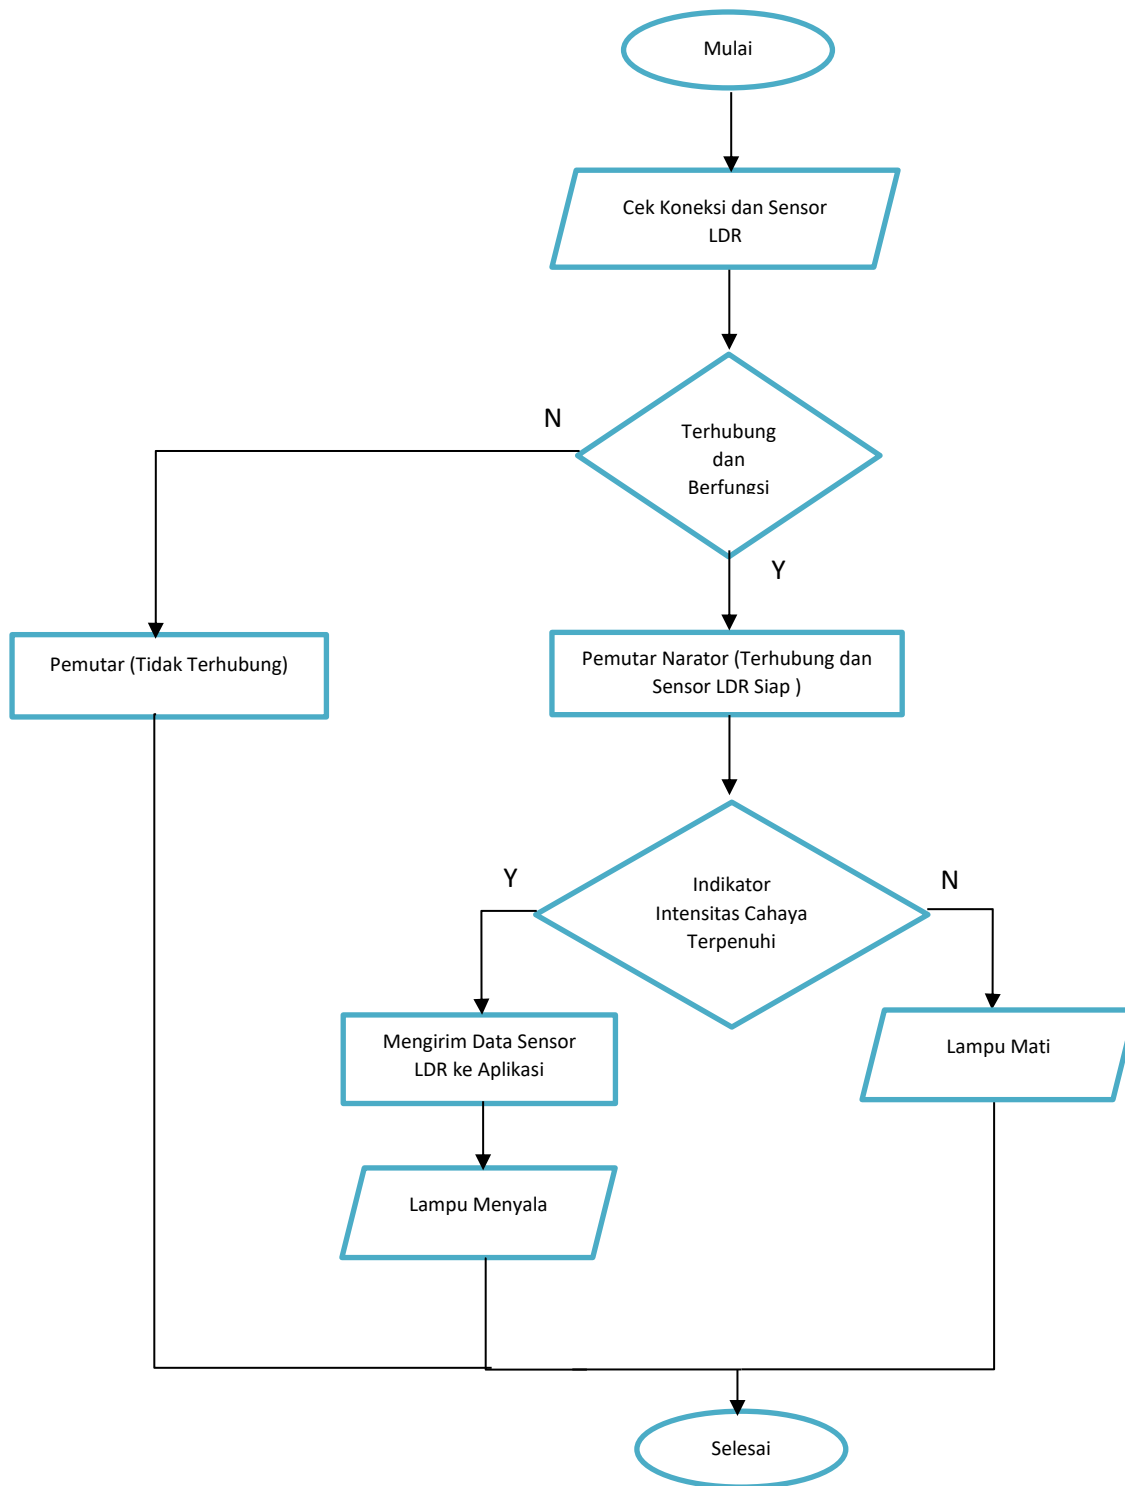 Mulai
Cek Koneksi dan Sensor
LDR
N
Terhubung
dan
Berfungsi
Y
Pemutar (Tidak Terhubung)
Pemutar Narator (Terhubung dan
Sensor LDR Siap )
Y
Indikator
Intensitas Cahaya
Terpenuhi
N
Mengirim Data Sensor
LDR ke Aplikasi
Lampu Mati
Lampu Menyala
Selesai